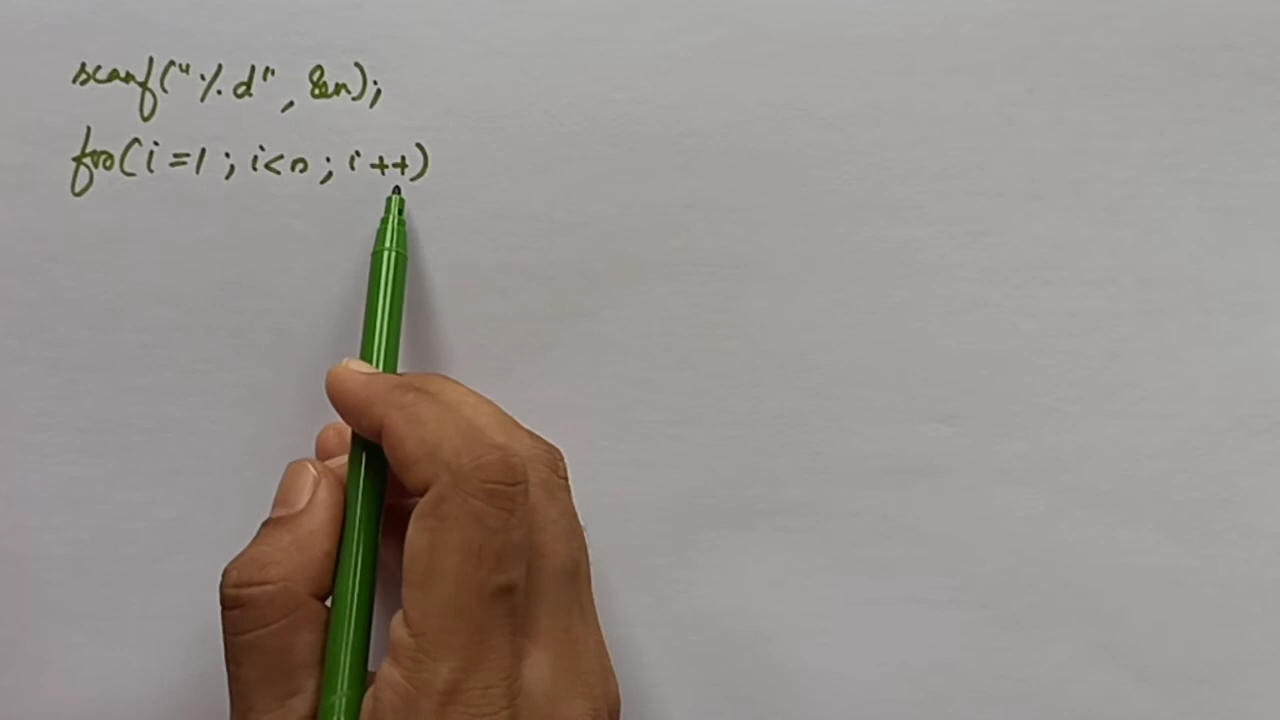 scanf("%d", &n);
for(i=1; i<n; i++)